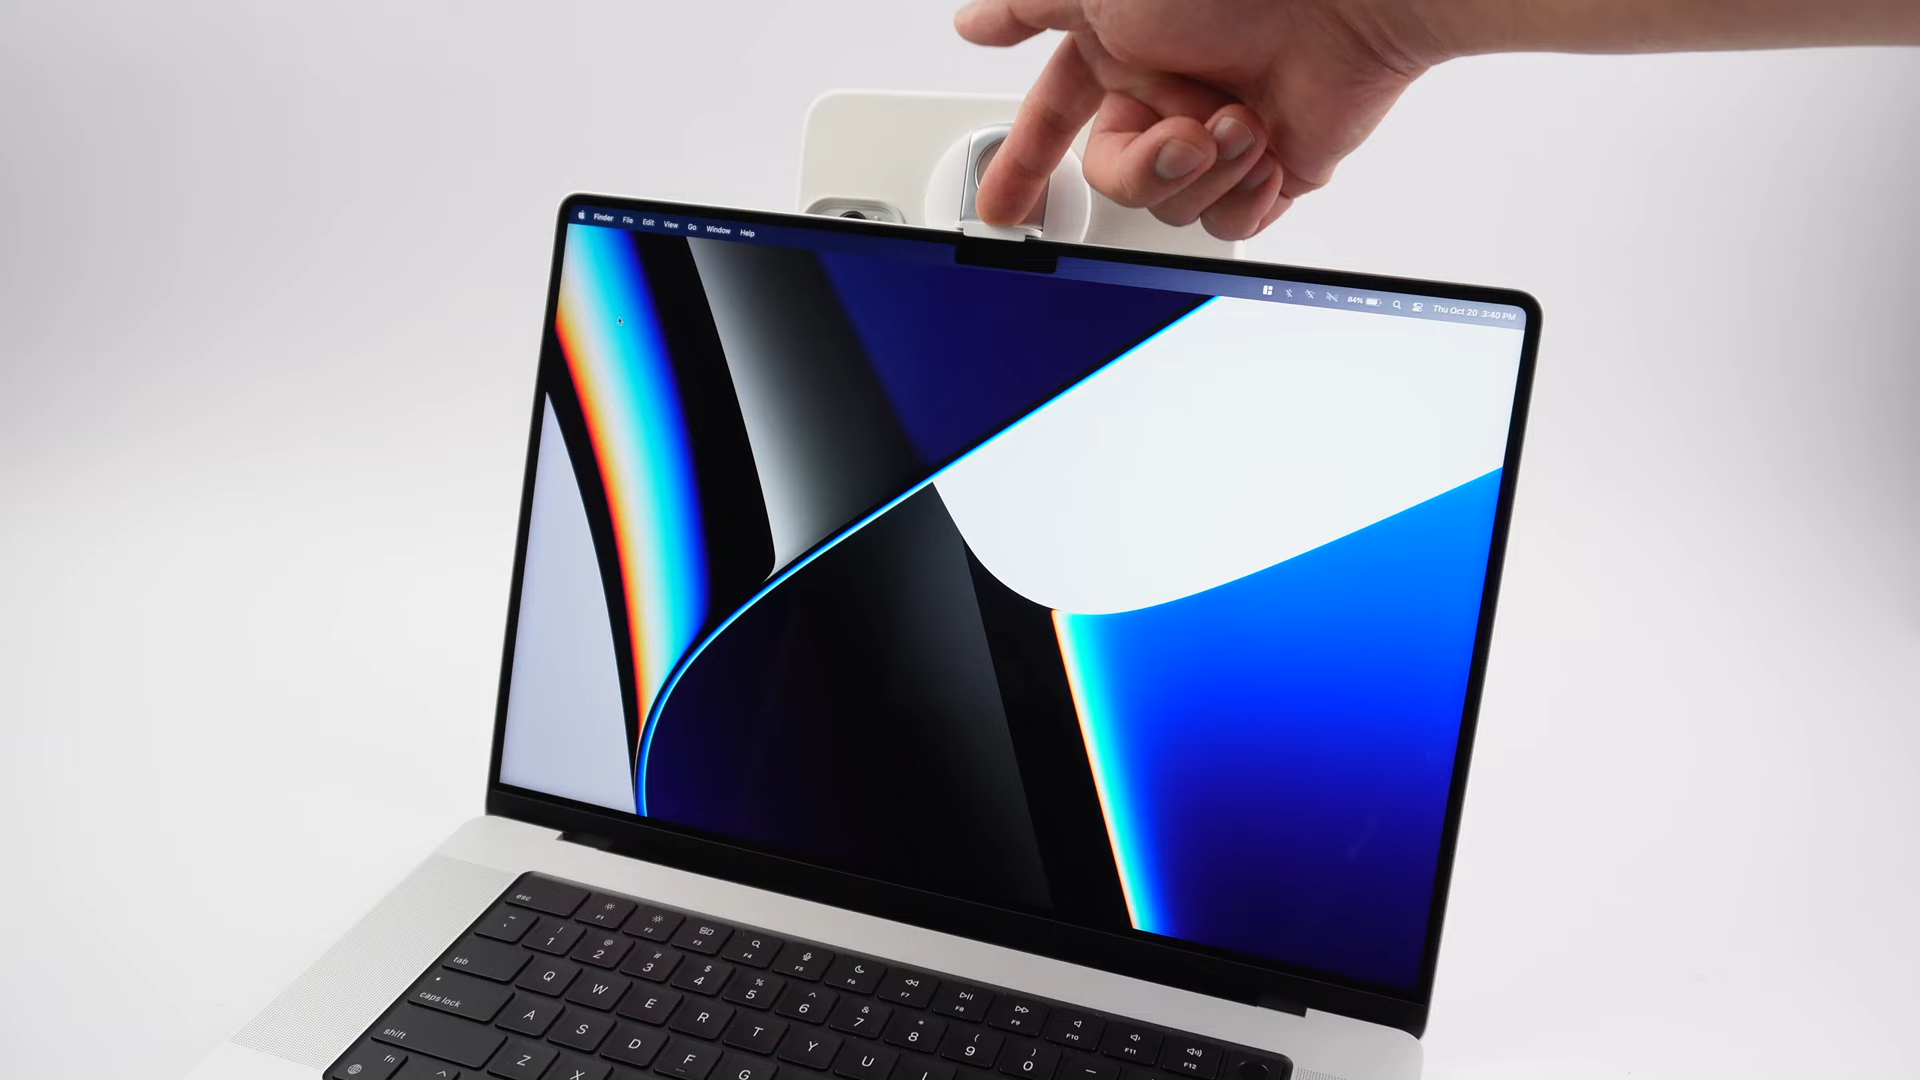 Finder File Edit View Go Window Help
84% Thu Oct 20 3:40 PM
esc F1 F2 F3 F4 F5 F6 F7 F8 F9 F10 F11 F12
~ ! 1 @ 2 # 3 $ 4 % 5 ^ 6 & 7 * 8 ( 9 ) 0
tab Q W E R T Y U
caps lock A S D F G
shift Z X
fn